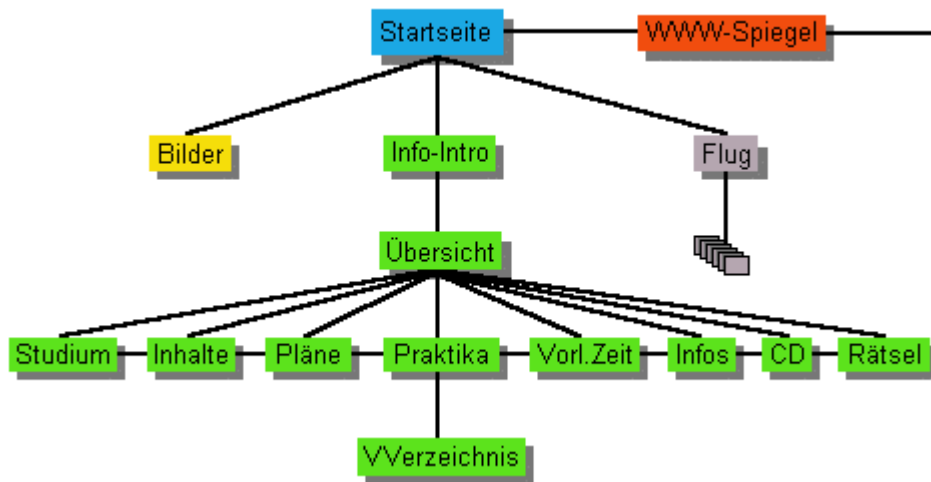 Startseite
WWW-Spiegel
Bilder
Info-Intro
Flug
Übersicht
Studium
Inhalte
Pläne
Praktika
Vorl.Zeit
Infos
CD
Rätsel
VVerzeichnis